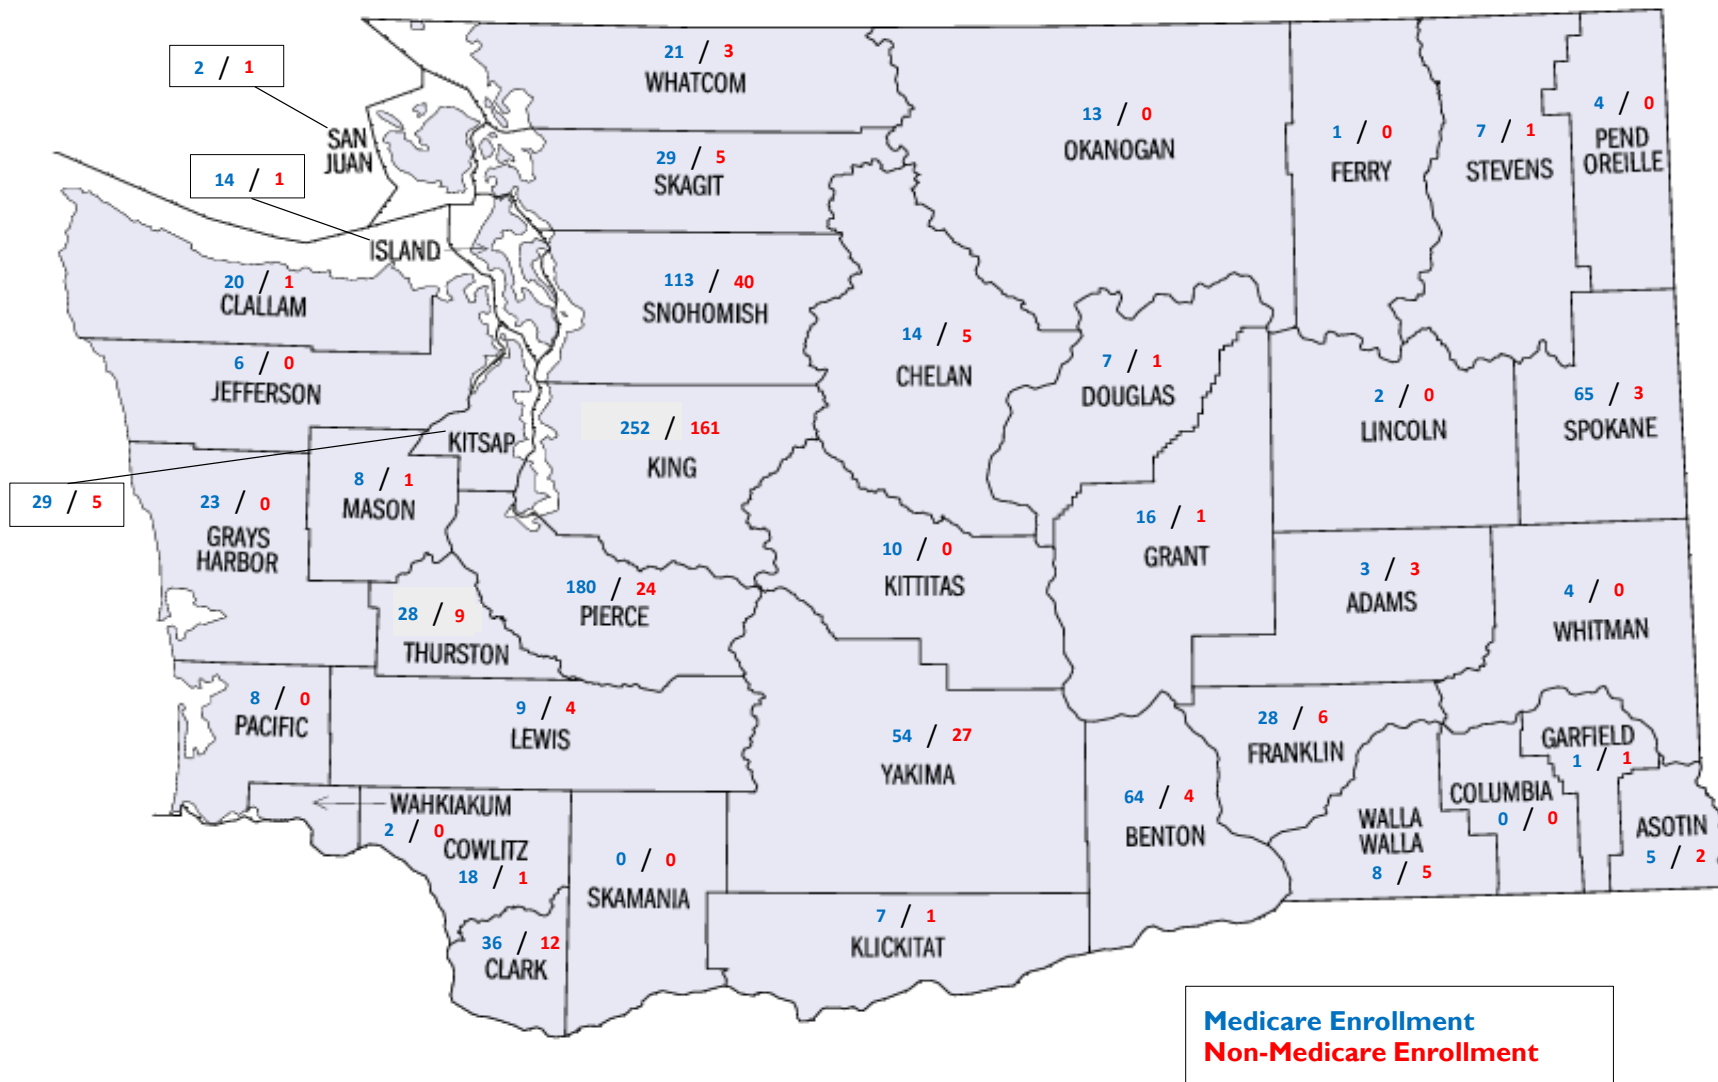 21 / 3
WHATCOM
2 / 1
SAN
JUAN
14 / 1
ISLAND
29 / 5
SKAGIT
13 / 0
OKANOGAN
1 / 0
FERRY
7 / 1
STEVENS
4 / 0
PEND
OREILLE
20 / 1
CLALLAM
113 / 40
SNOHOMISH
6 / 0
JEFFERSON
14 / 5
CHELAN
7 / 1
DOUGLAS
2 / 0
LINCOLN
65 / 3
SPOKANE
252 / 161
KING
KITSAP
29 / 5
8 / 1
MASON
23 / 0
GRAYS
HARBOR
16 / 1
GRANT
10 / 0
KITTITAS
3 / 3
ADAMS
4 / 0
WHITMAN
180 / 24
PIERCE
28 / 9
THURSTON
8 / 0
PACIFIC
9 / 4
LEWIS
54 / 27
YAKIMA
28 / 6
FRANKLIN
GARFIELD
1 / 1
64 / 4
BENTON
WALLA
WALLA
8 / 5
COLUMBIA
0 / 0
ASOTIN
5 / 2
WAHKIAKUM
2 / 0
COWLITZ
18 / 1
0 / 0
SKAMANIA
7 / 1
KLICKITAT
36 / 12
CLARK
Medicare Enrollment
Non-Medicare Enrollment